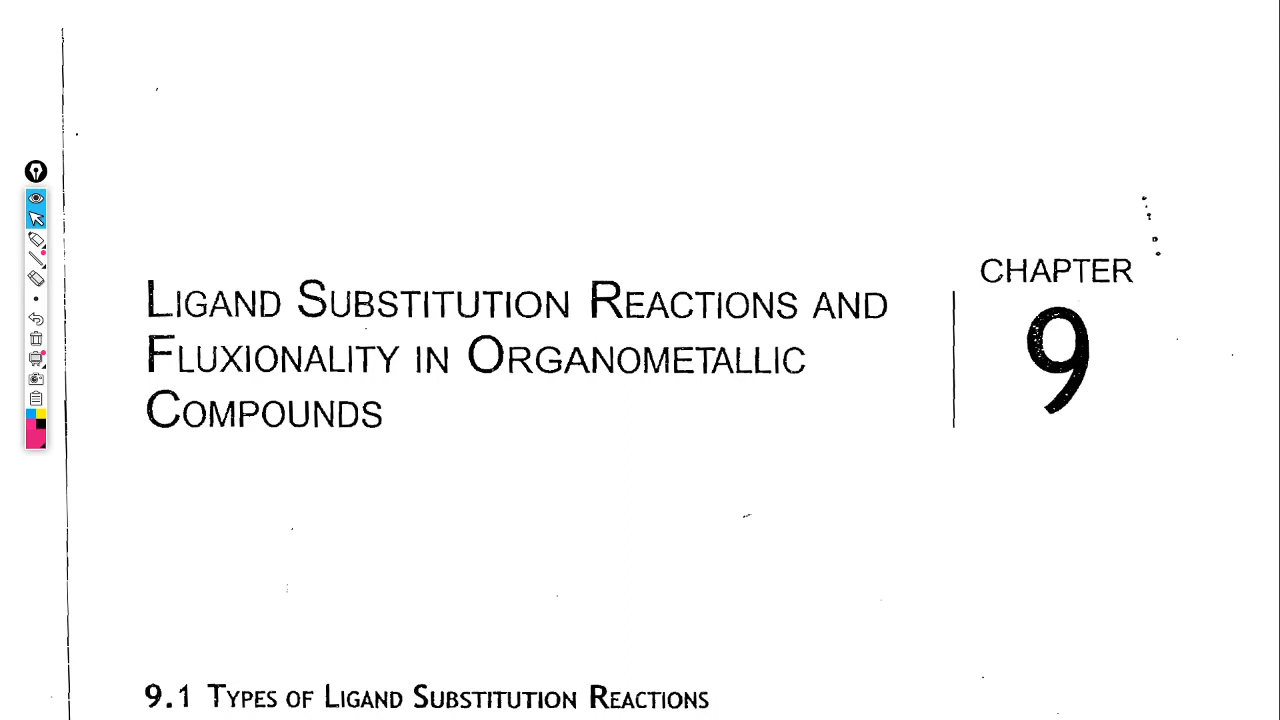 LIGAND SUBSTITUTION REACTIONS AND
FLUXIONALITY IN ORGANOMETALLIC
COMPOUNDS
CHAPTER
9
9.1 TYPES OF LIGAND SUBSTITUTION REACTIONS